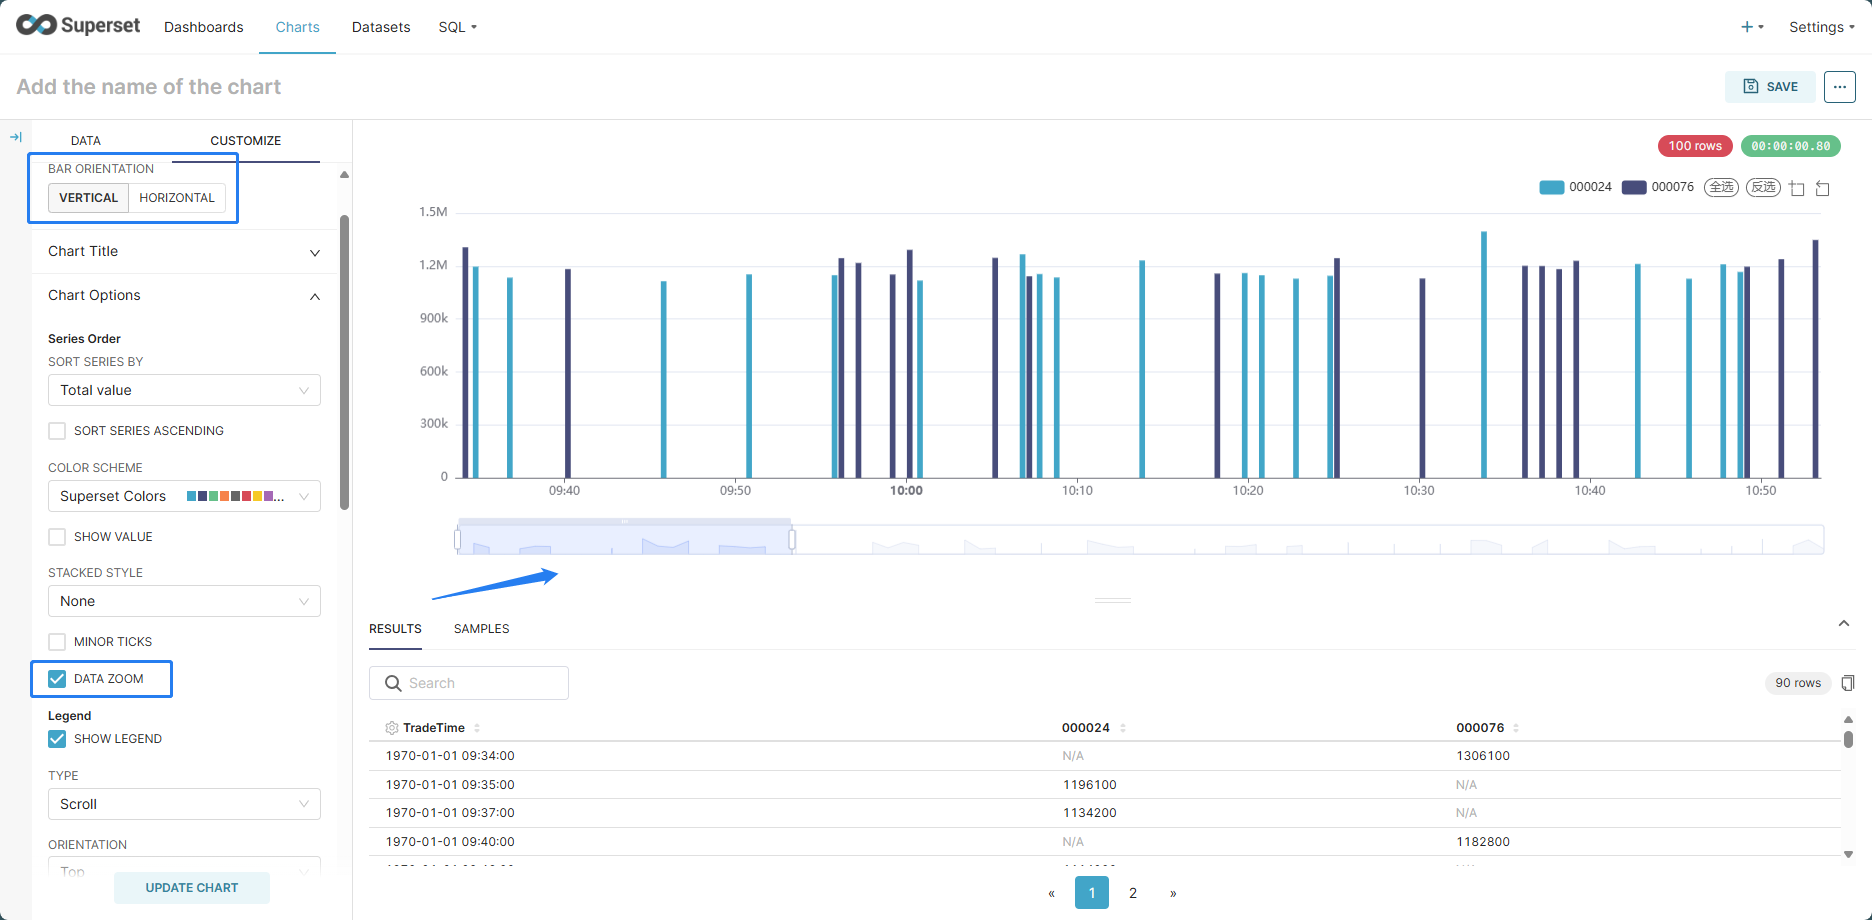 Superset Dashboards Charts Datasets SQL + Settings
Add the name of the chart
SAVE ...
DATA CUSTOMIZE
BAR ORIENTATION
VERTICAL HORIZONTAL
Chart Title
Chart Options
Series Order
SORT SERIES BY
Total value
SORT SERIES ASCENDING
COLOR SCHEME
Superset Colors ...
SHOW VALUE
STACKED STYLE
None
MINOR TICKS
DATA ZOOM
Legend
SHOW LEGEND
TYPE
Scroll
ORIENTATION
Top
UPDATE CHART
100 rows 00:00:00.80
000024 000076 全选 反选
1.5M
1.2M
900k
600k
300k
0
09:40 09:50 10:00 10:10 10:20 10:30 10:40 10:50
RESULTS SAMPLES
Search
90 rows
TradeTime 000024 000076
1970-01-01 09:34:00 N/A 1306100
1970-01-01 09:35:00 1196100 N/A
1970-01-01 09:37:00 1134200 N/A
1970-01-01 09:40:00 N/A 1182800
« 1 2 »